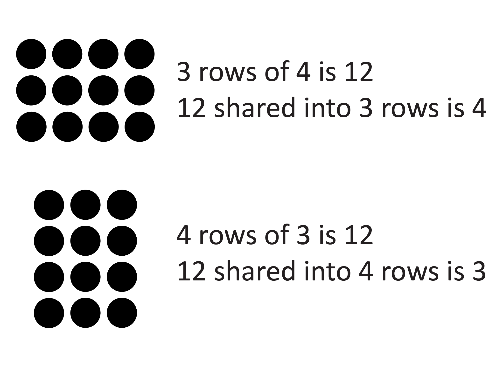 3 rows of 4 is 12
12 shared into 3 rows is 4
4 rows of 3 is 12
12 shared into 4 rows is 3